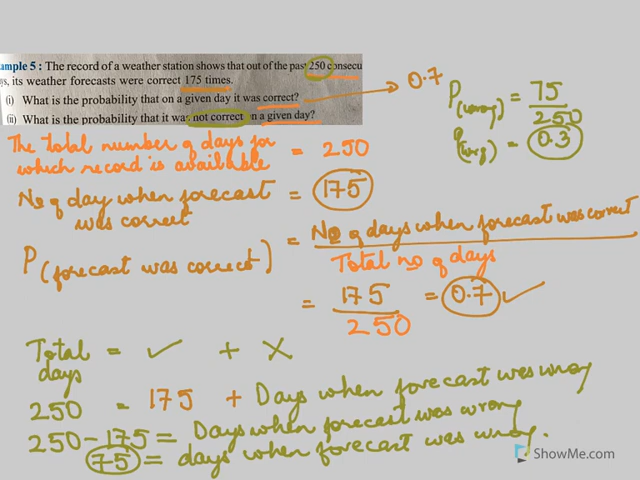 ample 5 : The record of a weather station shows that out of the past 250 consecu
ys, its weather forecasts were correct 175 times.
(i) What is the probability that on a given day it was correct?
0.7
(ii) What is the probability that it was not correct on a given day?
P(wrong) = 75
250
P(wrg) = 0.3
The total number of days for
which record is available = 250
No of day when forecast
was correct = 175
P(forecast was correct) = No of days when forecast was correct
Total no of days
= 175
250
= 0.7 ✓
Total
days = ✓ + X
250 = 175 + Days when forecast was wrong
250 - 175 = Days when forecast was wrong
75 = days when forecast was wrong.
ShowMe.com